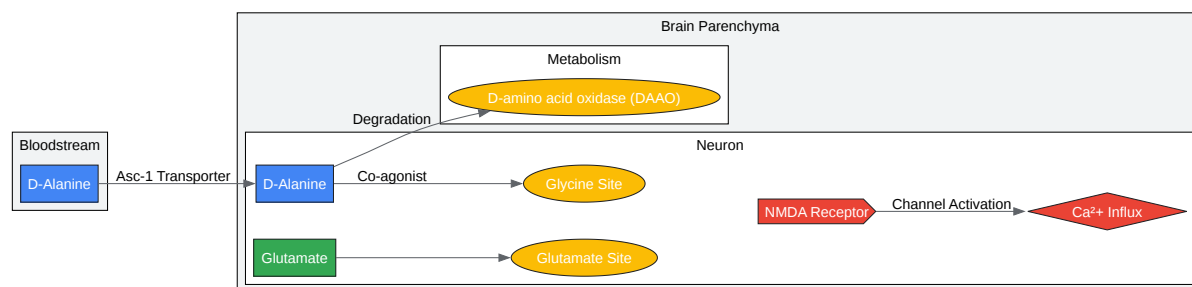 Brain Parenchyma
Metabolism
D-amino acid oxidase (DAAO)
Degradation
Bloodstream
Neuron
D-Alanine
Asc-1 Transporter
D-Alanine
Co-agonist
Glycine Site
NMDA Receptor
Channel Activation
Ca²+ Influx
Glutamate
Glutamate Site